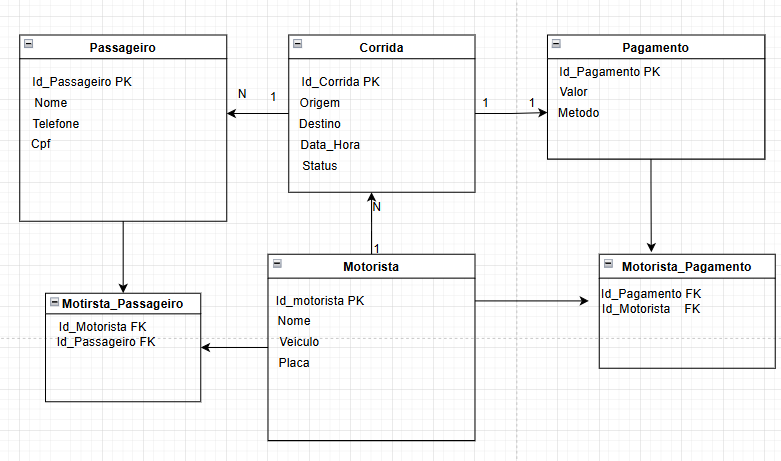 Passageiro
Id_Passageiro PK
Nome
Telefone
Cpf
N
1
Corrida
Id_Corrida PK
Origem
Destino
Data_Hora
Status
1
1
Pagamento
Id_Pagamento PK
Valor
Metodo
N
1
Motirsta_Passageiro
Id_Motorista FK
Id_Passageiro FK
Motorista
Id_motorista PK
Nome
Veiculo
Placa
Motorista_Pagamento
Id_Pagamento FK
Id_Motorista FK